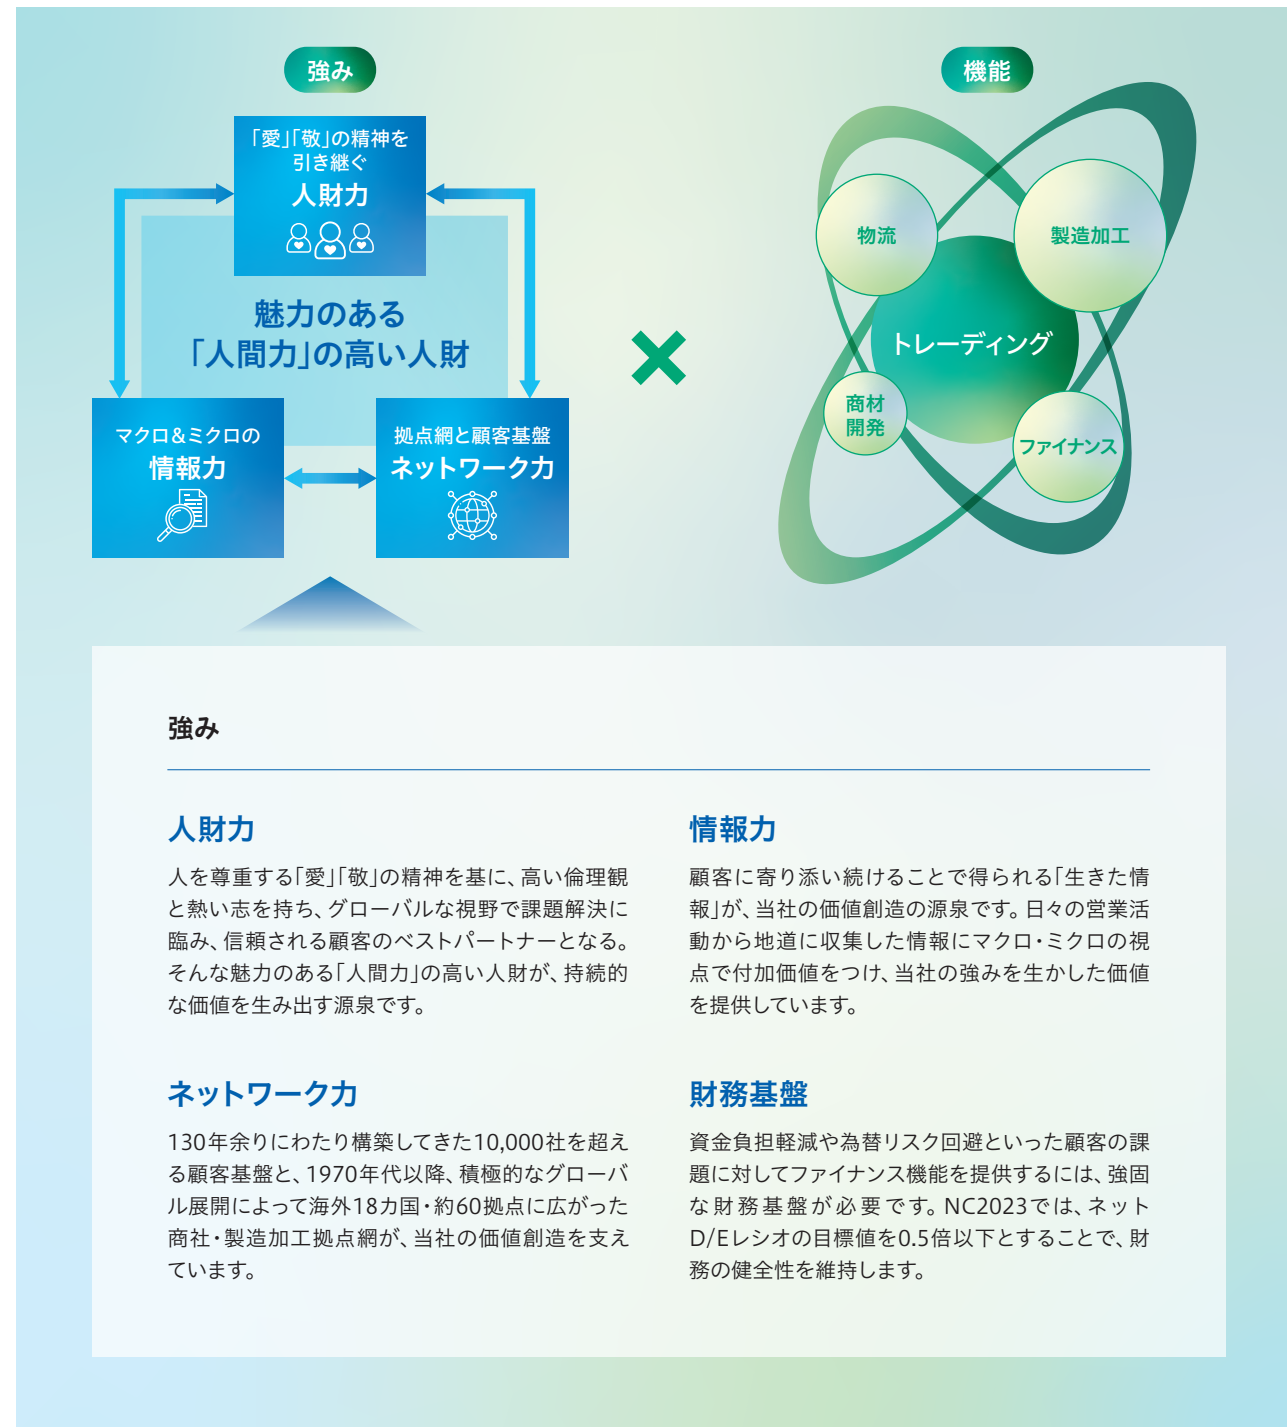 強み
「愛」「敬」の精神を
引き継ぐ
人財力
魅力のある
「人間力」の高い人財
マクロ&ミクロの
情報力
拠点網と顧客基盤
ネットワーク力
×
機能
物流
製造加工
トレーディング
商材
開発
ファイナンス
強み
人財力
人を尊重する「愛」「敬」の精神を基に、高い倫理観
と熱い志を持ち、グローバルな視野で課題解決に
臨み、信頼される顧客のベストパートナーとなる。
そんな魅力のある「人間力」の高い人財が、持続的
な価値を生み出す源泉です。
情報力
顧客に寄り添い続けることで得られる「生きた情
報」が、当社の価値創造の源泉です。日々の営業活
動から地道に収集した情報にマクロ・ミクロの視
点で付加価値をつけ、当社の強みを生かした価値
を提供しています。
ネットワーク力
130年余りにわたり構築してきた10,000社を超え
る顧客基盤と、1970年代以降、積極的なグローバ
ル展開によって海外18カ国・約60拠点に広がった
商社・製造加工拠点網が、当社の価値創造を支え
ています。
財務基盤
資金負担軽減や為替リスク回避といった顧客の課
題に対してファイナンス機能を提供するには、強固
な財務基盤が必要です。NC2023では、ネット
D/Eレシオの目標値を0.5倍以下とすることで、財
務の健全性を維持します。